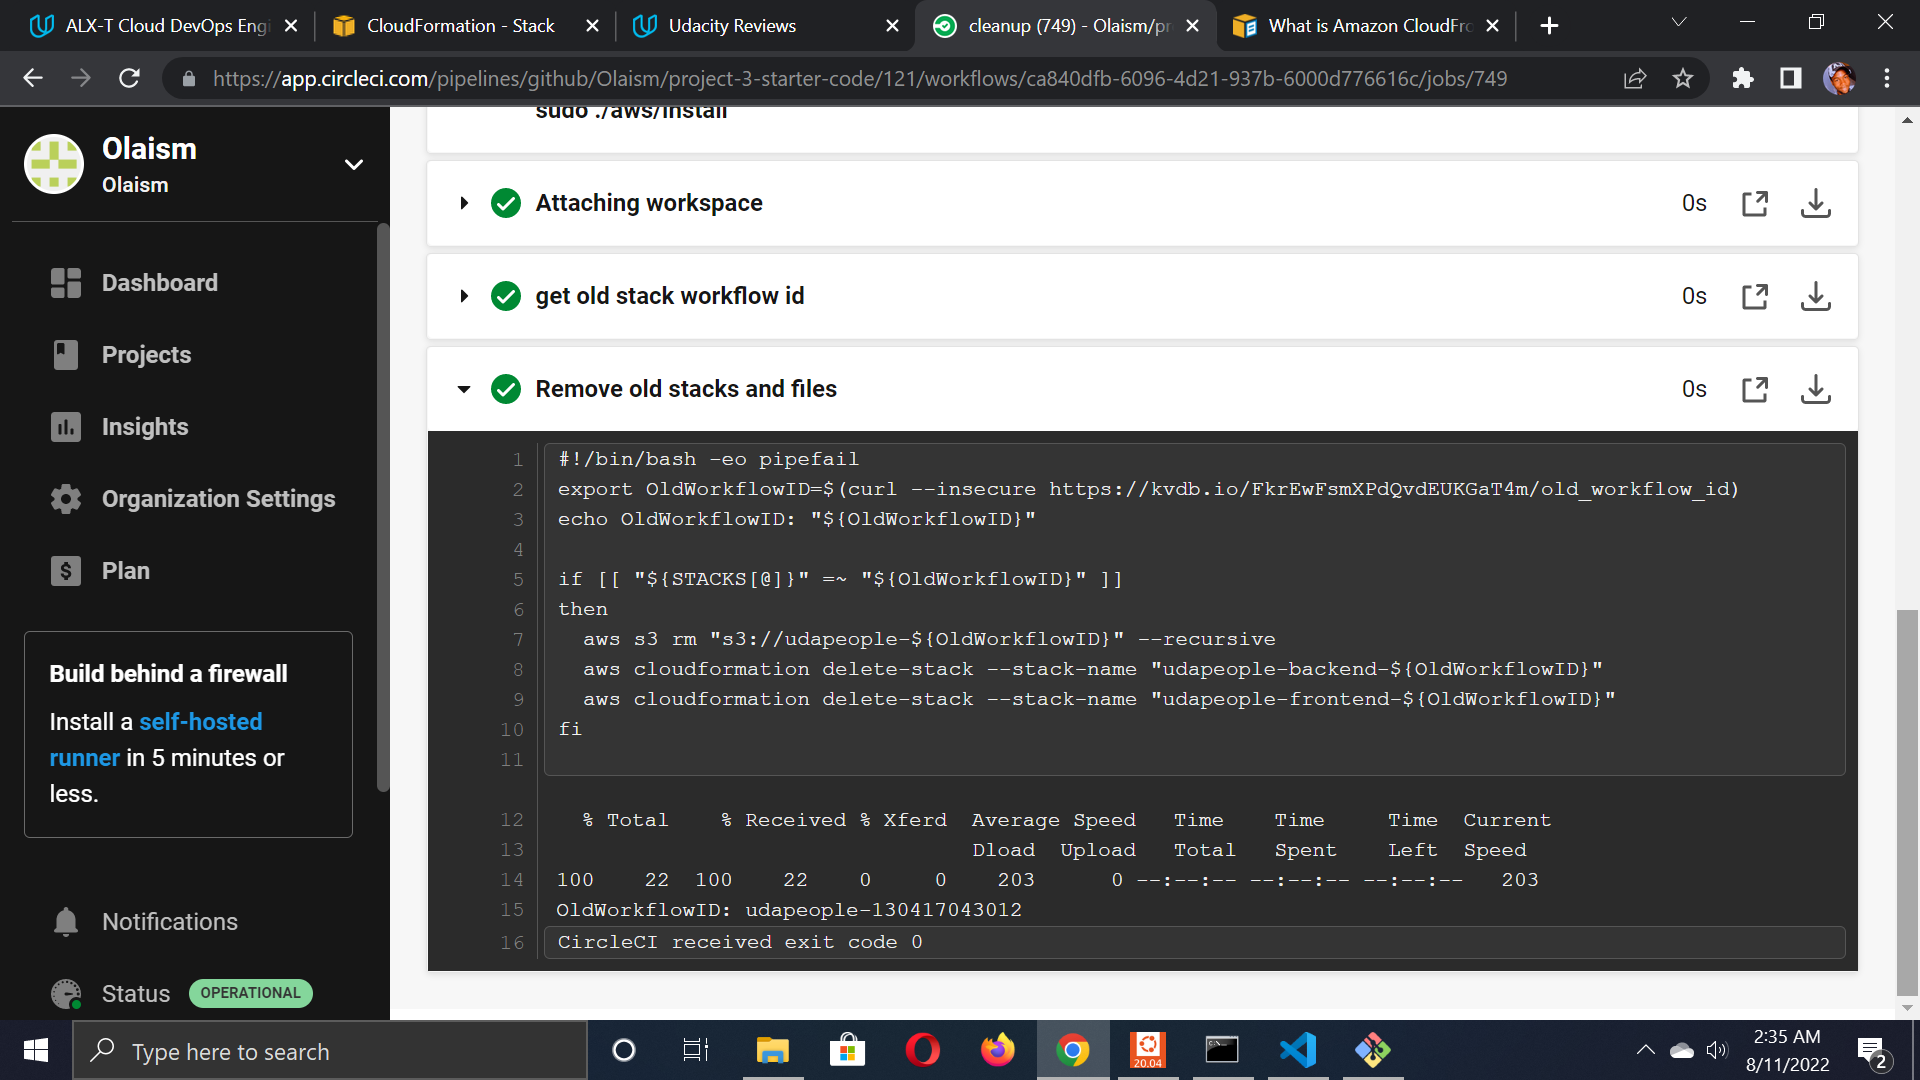 ALX-T Cloud DevOps Engi
CloudFormation - Stack
Udacity Reviews
cleanup (749) - Olaism/pr
What is Amazon CloudFro
https://app.circleci.com/pipelines/github/Olaism/project-3-starter-code/121/workflows/ca840dfb-6096-4d21-937b-6000d776616c/jobs/749
Olaism
Olaism
Dashboard
Projects
Insights
Organization Settings
Plan
Build behind a firewall
Install a self-hosted
runner in 5 minutes or
less.
Notifications
Status OPERATIONAL
sudo ./aws/install
Attaching workspace 0s
get old stack workflow id 0s
Remove old stacks and files 0s
1 #!/bin/bash -eo pipefail
2 export OldWorkflowID=$(curl --insecure https://kvdb.io/FkrEwFsmXPdQvdEUKGaT4m/old_workflow_id)
3 echo OldWorkflowID: "${OldWorkflowID}"
4
5 if [[ "${STACKS[@]}" =~ "${OldWorkflowID}" ]]
6 then
7 aws s3 rm "s3://udapeople-${OldWorkflowID}" --recursive
8 aws cloudformation delete-stack --stack-name "udapeople-backend-${OldWorkflowID}"
9 aws cloudformation delete-stack --stack-name "udapeople-frontend-${OldWorkflowID}"
10 fi
11
12 % Total % Received % Xferd Average Speed Time Time Time Current
13 Dload Upload Total Spent Left Speed
14 100 22 100 22 0 0 203 0 --:--:-- --:--:-- --:--:-- 203
15 OldWorkflowID: udapeople-130417043012
16 CircleCI received exit code 0
Type here to search
20.04
2:35 AM
8/11/2022
2